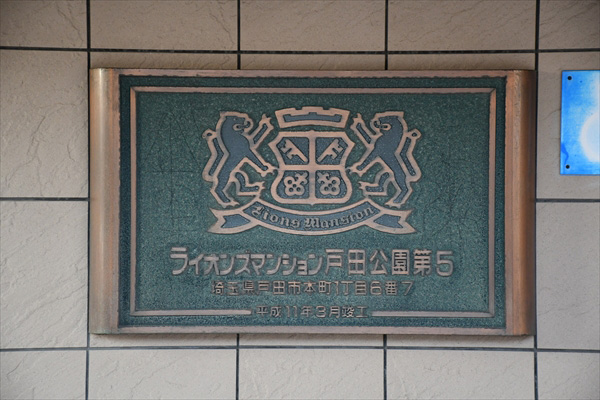 Lions Mansion
ライオンズマンション戸田公園第5
埼玉県戸田市本町1丁目6番7
平成11年3月竣工